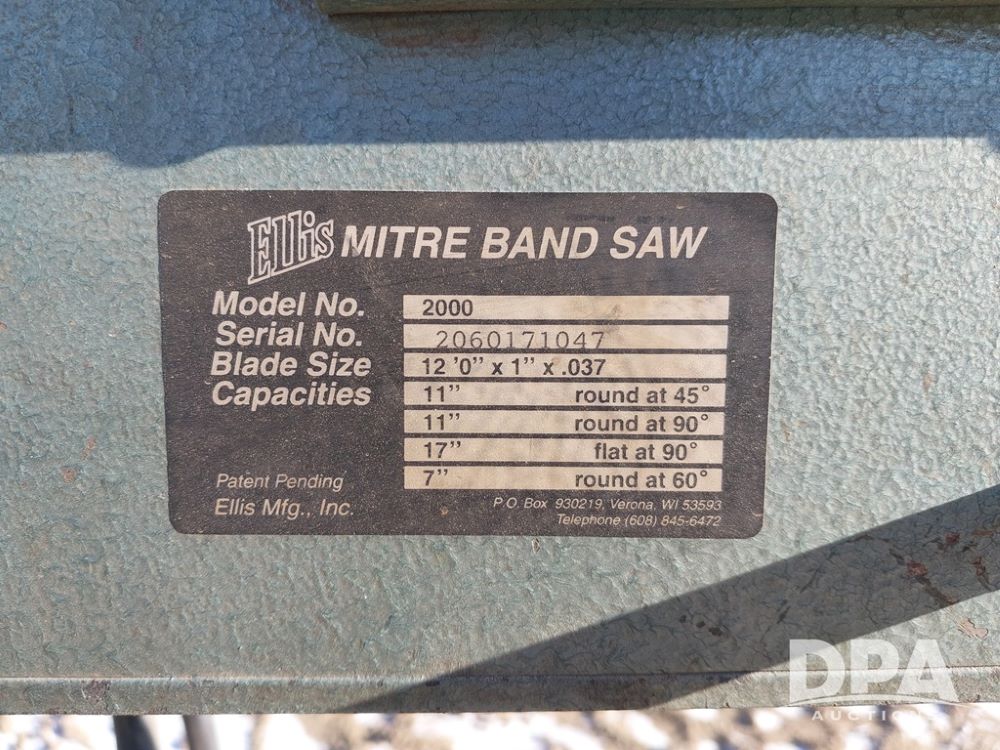 Ellis MITRE BAND SAW
Model No. 2000
Serial No. 2060171047
Blade Size 12 '0" x 1" x .037
Capacities 11" round at 45°
11" round at 90°
17" flat at 90°
7" round at 60°
Patent Pending
Ellis Mfg., Inc.
P.O. Box 930219, Verona, WI 53593
Telephone (608) 845-6472
DPA
AUCTIONS